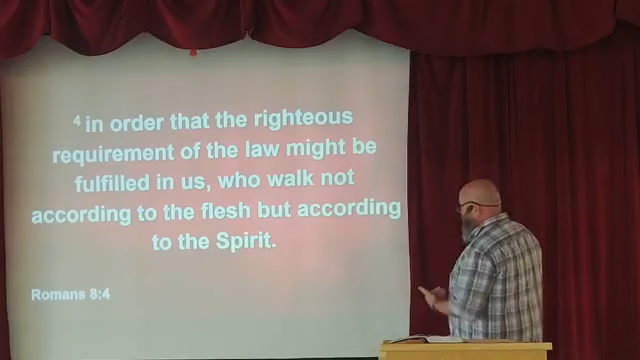 4 in order that the righteous
requirement of the law might be
fulfilled in us, who walk not
according to the flesh but according
to the Spirit.
Romans 8:4